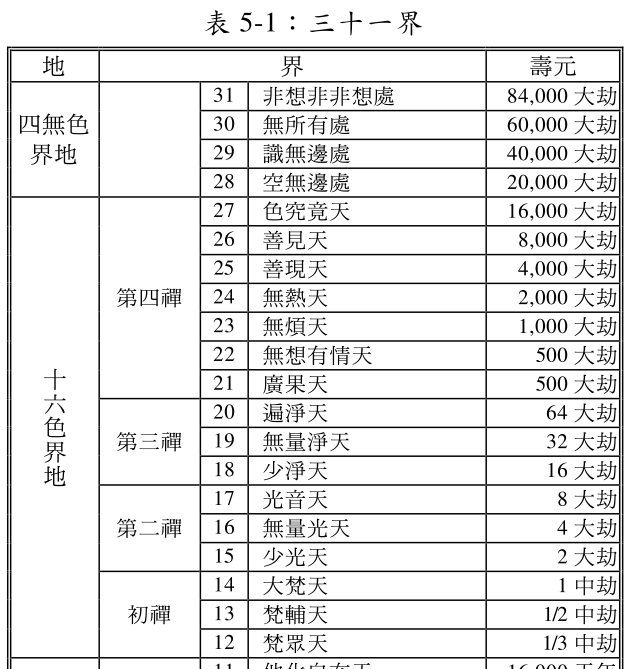 表 5-1：三十一界
地 界 壽元
四無色界地
31 非想非非想處 84,000 大劫
30 無所有處 60,000 大劫
29 識無邊處 40,000 大劫
28 空無邊處 20,000 大劫
十六色界地
第四禪
27 色究竟天 16,000 大劫
26 善見天 8,000 大劫
25 善現天 4,000 大劫
24 無熱天 2,000 大劫
23 無煩天 1,000 大劫
22 無想有情天 500 大劫
21 廣果天 500 大劫
第三禪
20 遍淨天 64 大劫
19 無量淨天 32 大劫
18 少淨天 16 大劫
第二禪
17 光音天 8 大劫
16 無量光天 4 大劫
15 少光天 2 大劫
初禪
14 大梵天 1 中劫
13 梵輔天 1/2 中劫
12 梵眾天 1/3 中劫